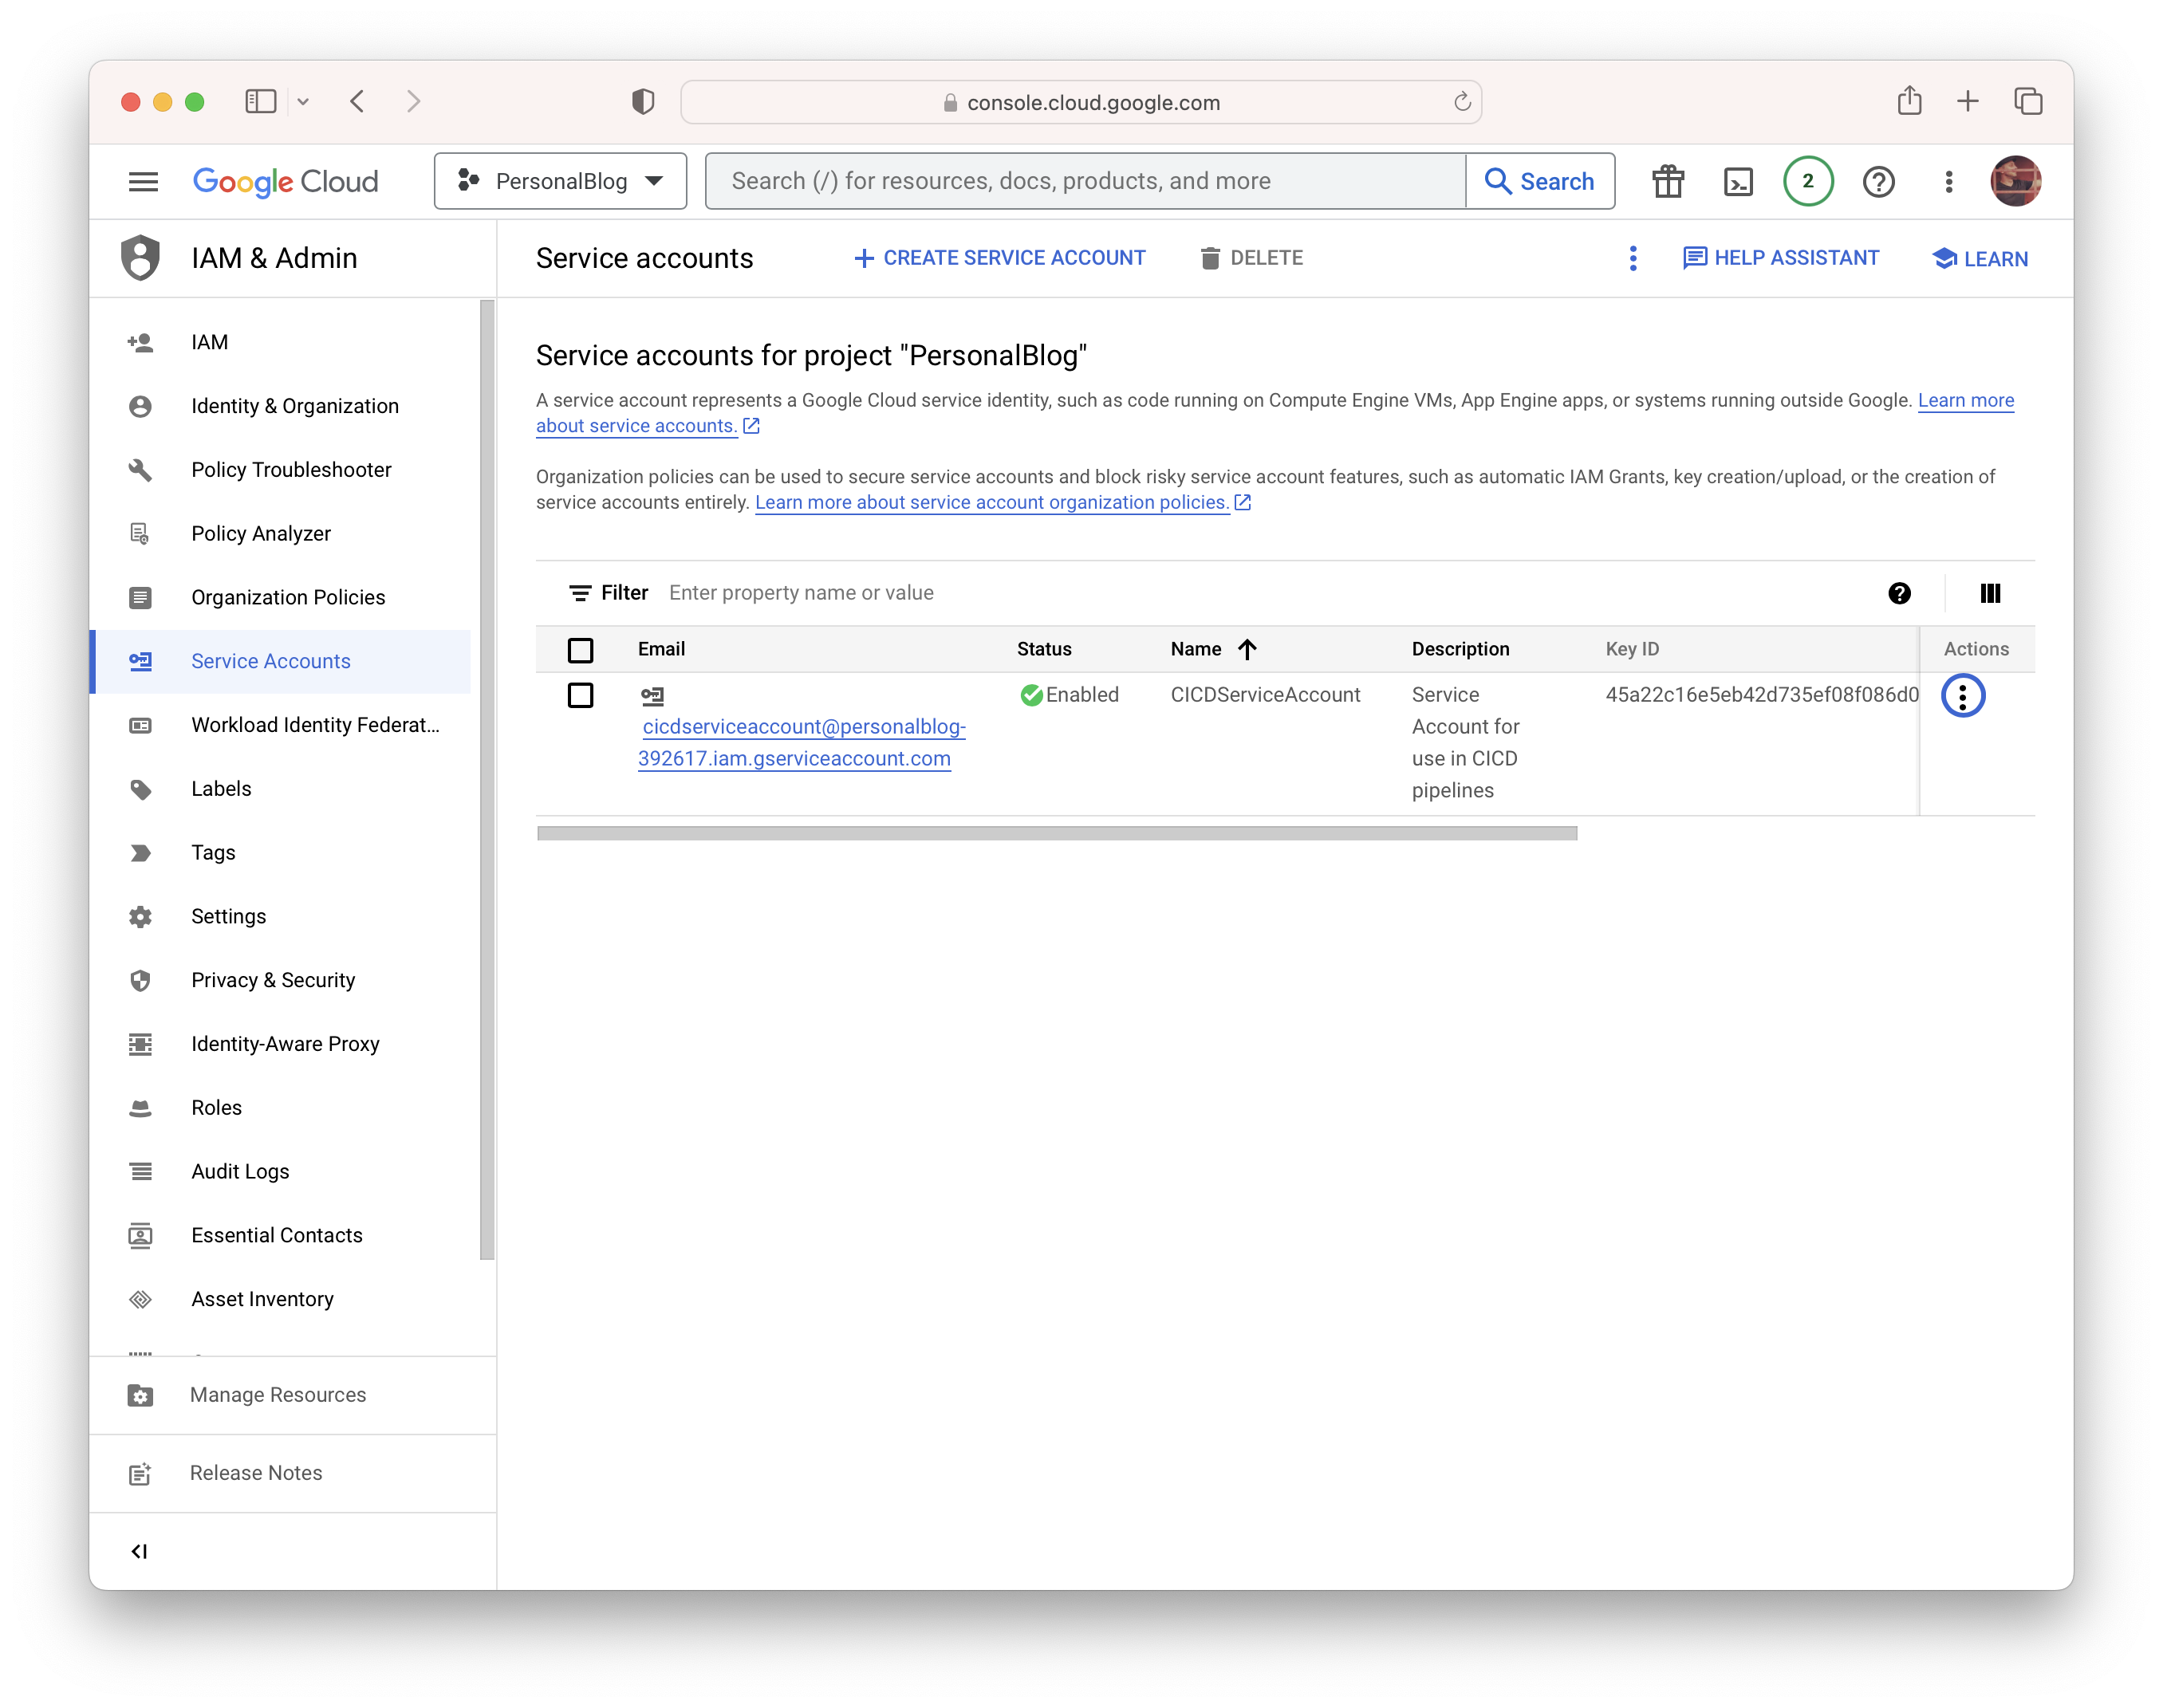 console.cloud.google.com
Google Cloud
PersonalBlog
Search (/) for resources, docs, products, and more
Search
2
IAM & Admin
Service accounts
CREATE SERVICE ACCOUNT
DELETE
HELP ASSISTANT
LEARN
IAM
Identity & Organization
Policy Troubleshooter
Policy Analyzer
Organization Policies
Service Accounts
Workload Identity Federat...
Labels
Tags
Settings
Privacy & Security
Identity-Aware Proxy
Roles
Audit Logs
Essential Contacts
Asset Inventory
Manage Resources
Release Notes
Service accounts for project "PersonalBlog"
A service account represents a Google Cloud service identity, such as code running on Compute Engine VMs, App Engine apps, or systems running outside Google. Learn more
about service accounts.
Organization policies can be used to secure service accounts and block risky service account features, such as automatic IAM Grants, key creation/upload, or the creation of
service accounts entirely. Learn more about service account organization policies.
Filter Enter property name or value
Email Status Name Description Key ID Actions
Enabled CICDServiceAccount Service 45a22c16e5eb42d735ef08f086d0
cicdserviceaccount@personalblog- Account for
392617.iam.gserviceaccount.com use in CICD
pipelines